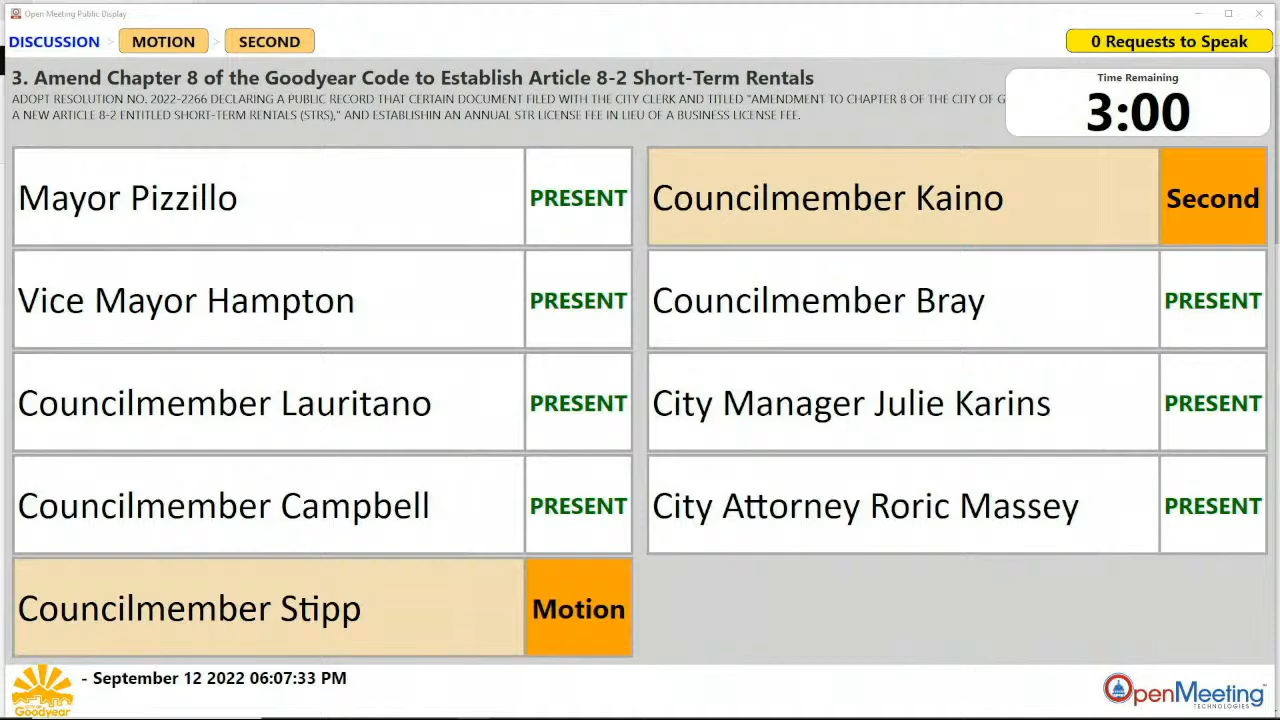 Open Meeting Public Display
DISCUSSION > MOTION > SECOND
0 Requests to Speak
3. Amend Chapter 8 of the Goodyear Code to Establish Article 8-2 Short-Term Rentals
ADOPT RESOLUTION NO. 2022-2266 DECLARING A PUBLIC RECORD THAT CERTAIN DOCUMENT FILED WITH THE CITY CLERK AND TITLED "AMENDMENT TO CHAPTER 8 OF THE CITY OF G
A NEW ARTICLE 8-2 ENTITLED SHORT-TERM RENTALS (STRS)," AND ESTABLISHIN AN ANNUAL STR LICENSE FEE IN LIEU OF A BUSINESS LICENSE FEE.
Time Remaining
3:00
Mayor Pizzillo PRESENT
Vice Mayor Hampton PRESENT
Councilmember Lauritano PRESENT
Councilmember Campbell PRESENT
Councilmember Stipp Motion
Councilmember Kaino Second
Councilmember Bray PRESENT
City Manager Julie Karins PRESENT
City Attorney Roric Massey PRESENT
Goodyear
- September 12 2022 06:07:33 PM
OpenMeeting
TECHNOLOGIES